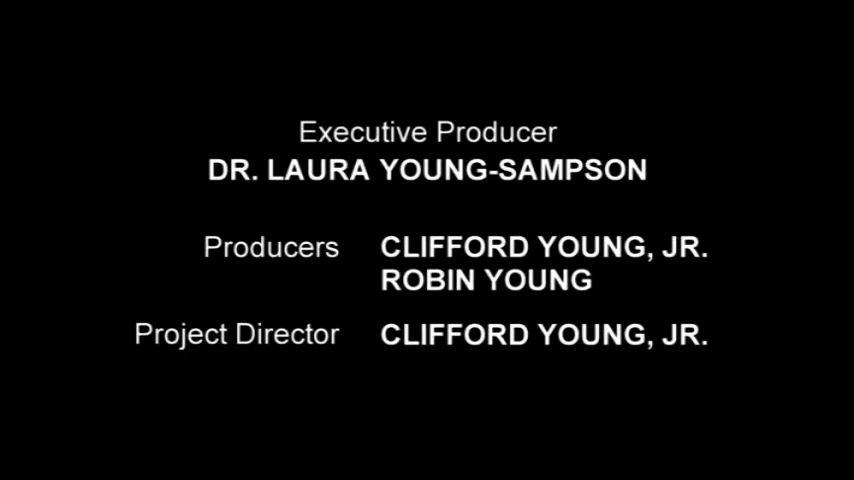 Executive Producer
DR. LAURA YOUNG-SAMPSON
Producers CLIFFORD YOUNG, JR.
ROBIN YOUNG
Project Director CLIFFORD YOUNG, JR.